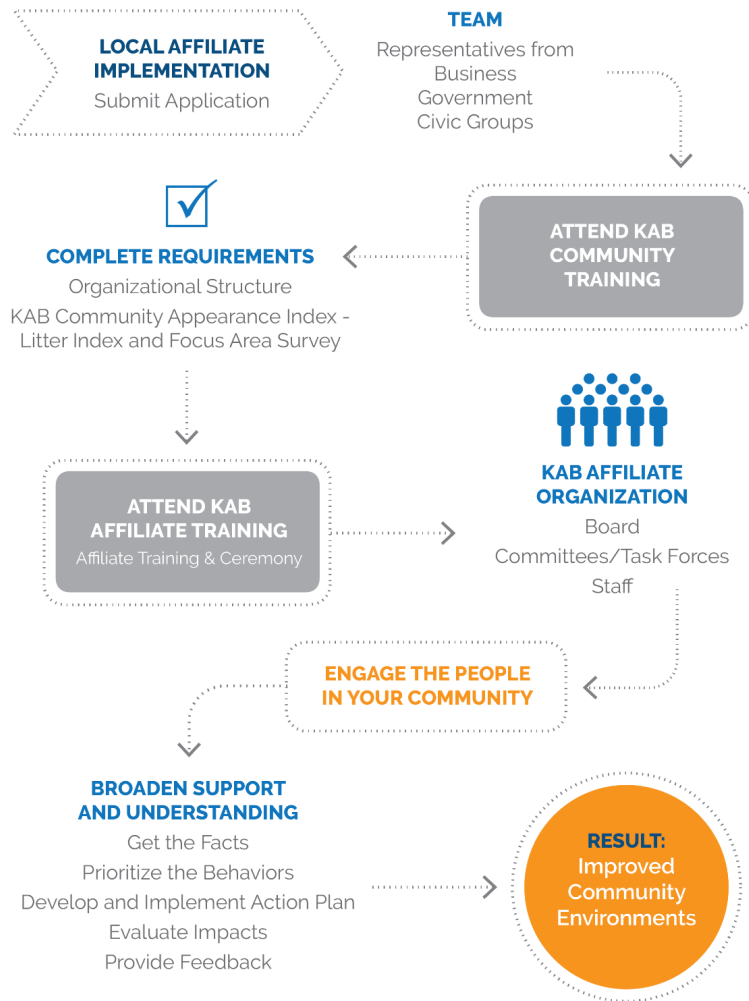 LOCAL AFFILIATE
IMPLEMENTATION
Submit Application
TEAM
Representatives from
Business
Government
Civic Groups
ATTEND KAB
COMMUNITY
TRAINING
COMPLETE REQUIREMENTS
Organizational Structure
KAB Community Appearance Index -
Litter Index and Focus Area Survey
ATTEND KAB
AFFILIATE TRAINING
Affiliate Training & Ceremony
KAB AFFILIATE
ORGANIZATION
Board
Committees/Task Forces
Staff
ENGAGE THE PEOPLE
IN YOUR COMMUNITY
BROADEN SUPPORT
AND UNDERSTANDING
Get the Facts
Prioritize the Behaviors
Develop and Implement Action Plan
Evaluate Impacts
Provide Feedback
RESULT:
Improved
Community
Environments